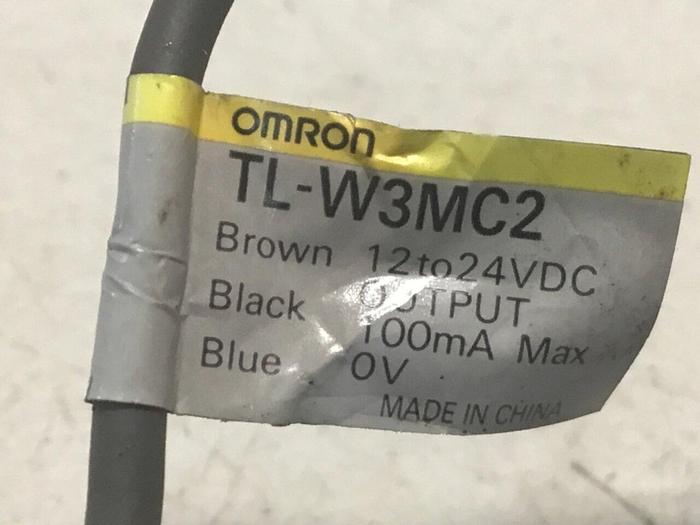 OMRON
TL-W3MC2
Brown 12to24VDC
Black OUTPUT
100mA Max
Blue 0V
MADE IN CHINA